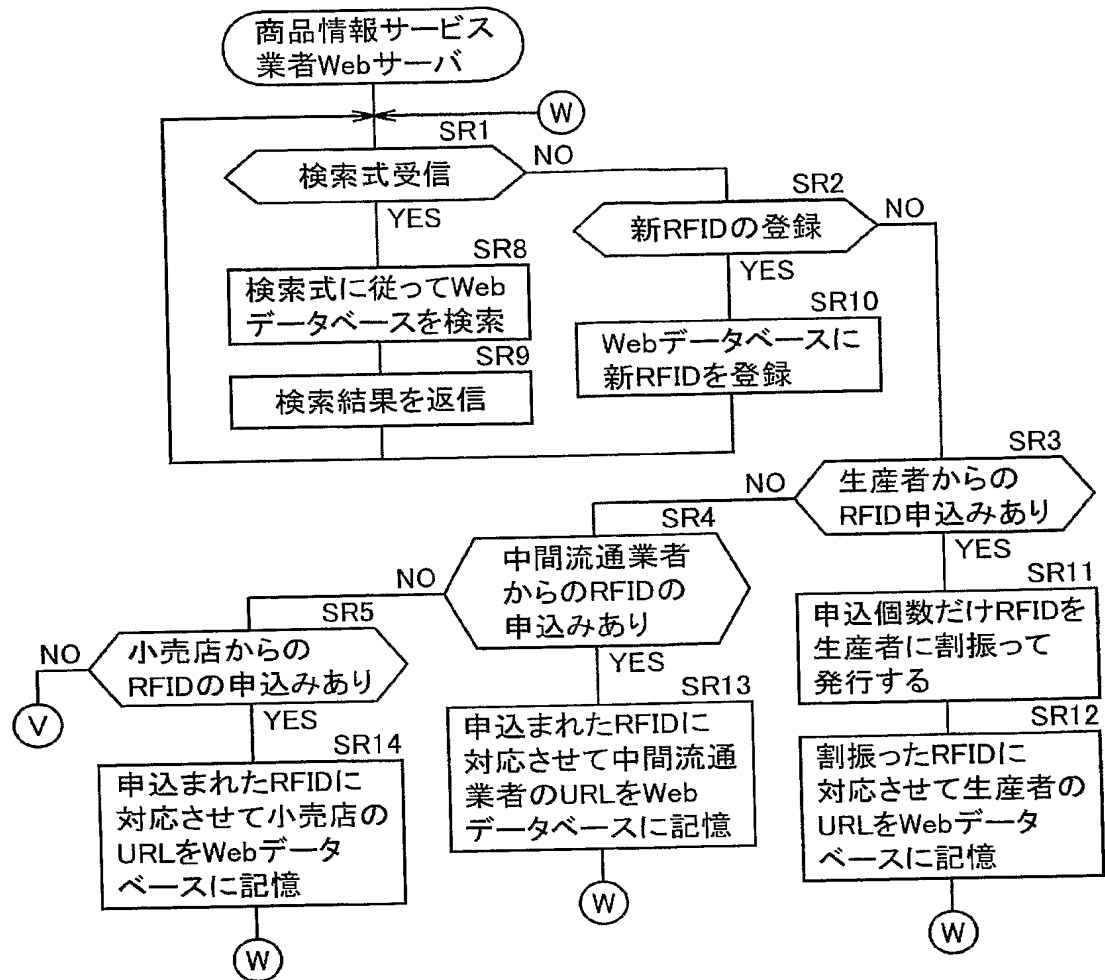 商品情報サービス
業者Webサーバ
W
SR1
検索式受信
NO
YES
SR2
新RFIDの登録
NO
YES
SR8
検索式に従ってWeb
データベースを検索
SR10
Webデータベースに
新RFIDを登録
SR9
検索結果を返信
SR3
生産者からの
RFID申込みあり
NO
YES
SR4
中間流通業者
からのRFIDの
申込みあり
NO
YES
SR5
小売店からの
RFIDの申込みあり
NO
YES
V
SR11
申込個数だけRFIDを
生産者に割振って
発行する
SR12
割振ったRFIDに
対応させて生産者の
URLをWebデータ
ベースに記憶
W
SR13
申込まれたRFIDに
対応させて中間流通
業者のURLをWeb
データベースに記憶
W
SR14
申込まれたRFIDに
対応させて小売店の
URLをWebデータ
ベースに記憶
W